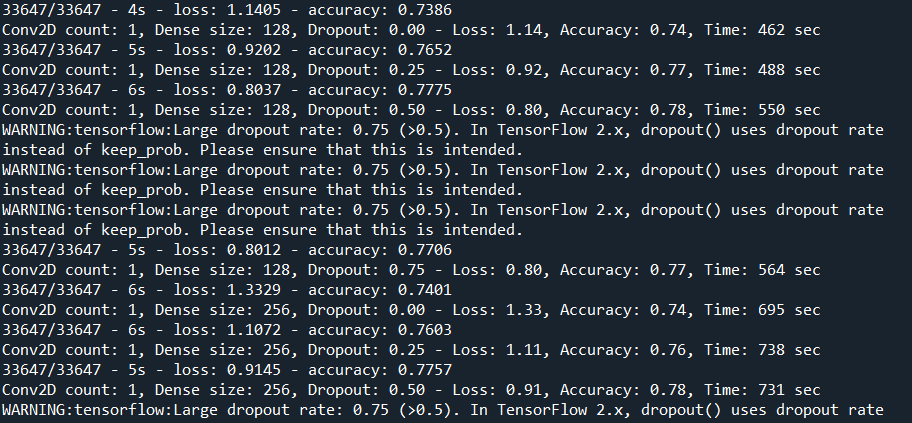 33647/33647 - 4s - loss: 1.1405 - accuracy: 0.7386
Conv2D count: 1, Dense size: 128, Dropout: 0.00 - Loss: 1.14, Accuracy: 0.74, Time: 462 sec
33647/33647 - 5s - loss: 0.9202 - accuracy: 0.7652
Conv2D count: 1, Dense size: 128, Dropout: 0.25 - Loss: 0.92, Accuracy: 0.77, Time: 488 sec
33647/33647 - 6s - loss: 0.8037 - accuracy: 0.7775
Conv2D count: 1, Dense size: 128, Dropout: 0.50 - Loss: 0.80, Accuracy: 0.78, Time: 550 sec
WARNING:tensorflow:Large dropout rate: 0.75 (>0.5). In TensorFlow 2.x, dropout() uses dropout rate
instead of keep_prob. Please ensure that this is intended.
WARNING:tensorflow:Large dropout rate: 0.75 (>0.5). In TensorFlow 2.x, dropout() uses dropout rate
instead of keep_prob. Please ensure that this is intended.
WARNING:tensorflow:Large dropout rate: 0.75 (>0.5). In TensorFlow 2.x, dropout() uses dropout rate
instead of keep_prob. Please ensure that this is intended.
33647/33647 - 5s - loss: 0.8012 - accuracy: 0.7706
Conv2D count: 1, Dense size: 128, Dropout: 0.75 - Loss: 0.80, Accuracy: 0.77, Time: 564 sec
33647/33647 - 6s - loss: 1.3329 - accuracy: 0.7401
Conv2D count: 1, Dense size: 256, Dropout: 0.00 - Loss: 1.33, Accuracy: 0.74, Time: 695 sec
33647/33647 - 6s - loss: 1.1072 - accuracy: 0.7603
Conv2D count: 1, Dense size: 256, Dropout: 0.25 - Loss: 1.11, Accuracy: 0.76, Time: 738 sec
33647/33647 - 5s - loss: 0.9145 - accuracy: 0.7757
Conv2D count: 1, Dense size: 256, Dropout: 0.50 - Loss: 0.91, Accuracy: 0.78, Time: 731 sec
WARNING:tensorflow:Large dropout rate: 0.75 (>0.5). In TensorFlow 2.x, dropout() uses dropout rate